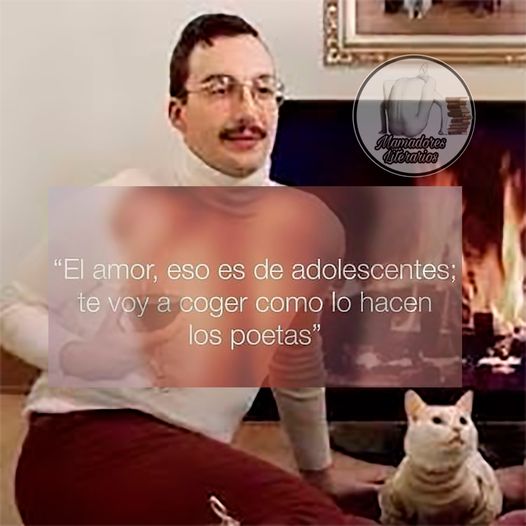 Mamadores
Literarios
“El amor, eso es de adolescentes;
te voy a coger como lo hacen
los poetas”